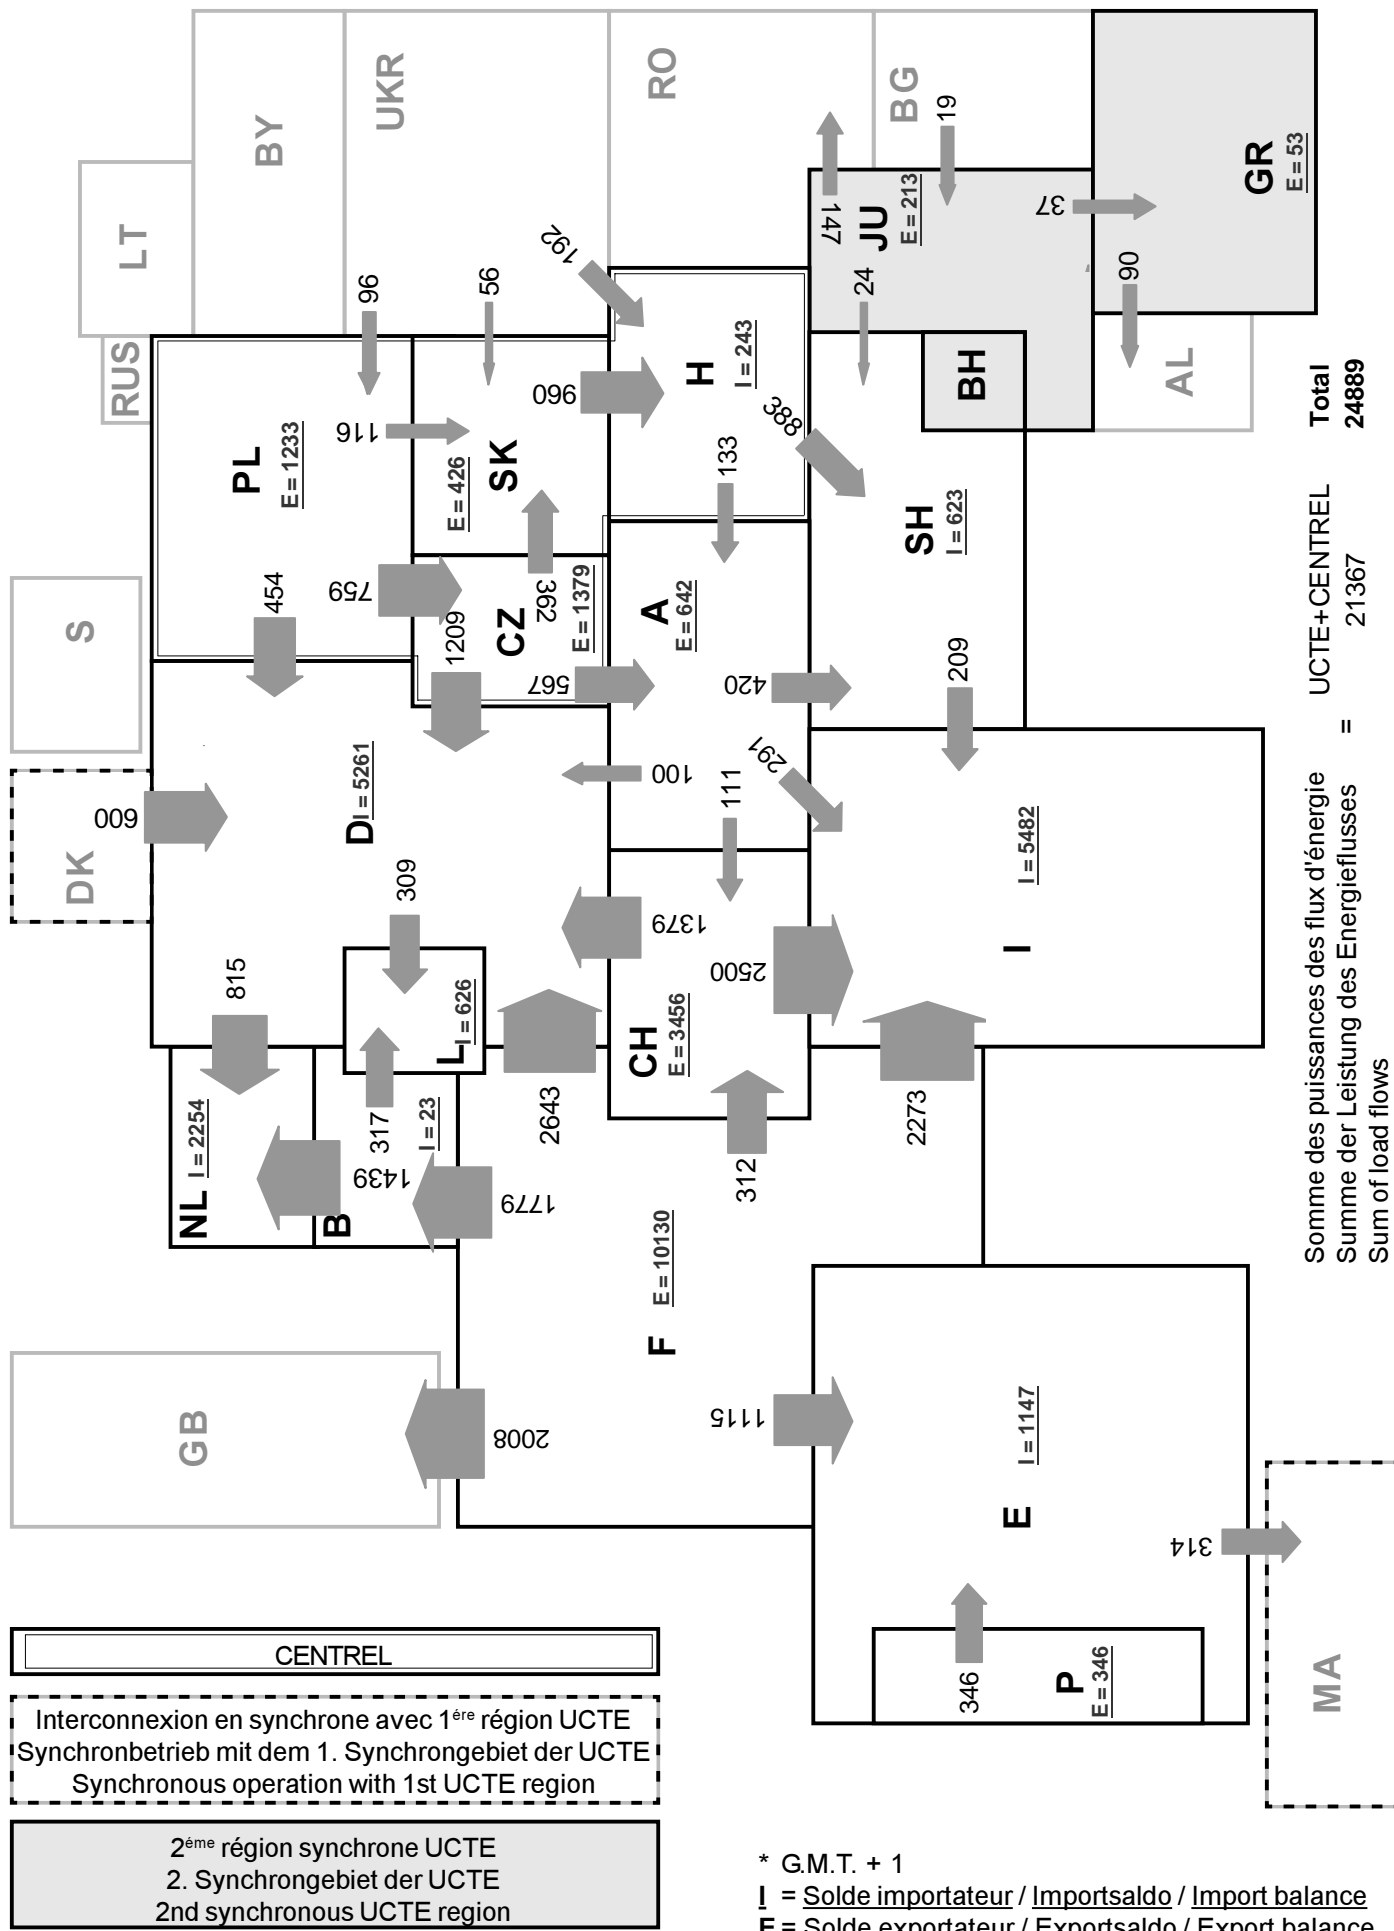 LT
BY
UKR
RO
BG
RUS
S
DK
GB
AL
MA
PL
E = 1233
SK
E = 426
CZ
E = 1379
H
I = 243
JU
E = 213
GR
E = 53
BH
SH
I = 623
A
E = 642
D
I = 5261
L
I = 626
NL
I = 2254
B
I = 23
CH
E = 3456
F
E = 10130
I
I = 5482
E
I = 1147
P
E = 346
96
56
192
147
19
24
37
90
116
960
454
759
362
1209
567
133
388
600
420
209
100
291
111
309
815
1379
2500
317
1439
2643
312
2273
1779
2008
1115
346
314
Somme des puissances des flux d'énergie
Summe der Leistung des Energieflusses
Sum of load flows
=
UCTE+CENTREL
21367
Total
24889
CENTREL
Interconnexion en synchrone avec 1ére région UCTE
Synchronbetrieb mit dem 1. Synchrongebiet der UCTE
Synchronous operation with 1st UCTE region
2éme région synchrone UCTE
2. Synchrongebiet der UCTE
2nd synchronous UCTE region
* G.M.T. + 1
I = Solde importateur / Importsaldo / Import balance
E = Solde exportateur / Exportsaldo / Export balance